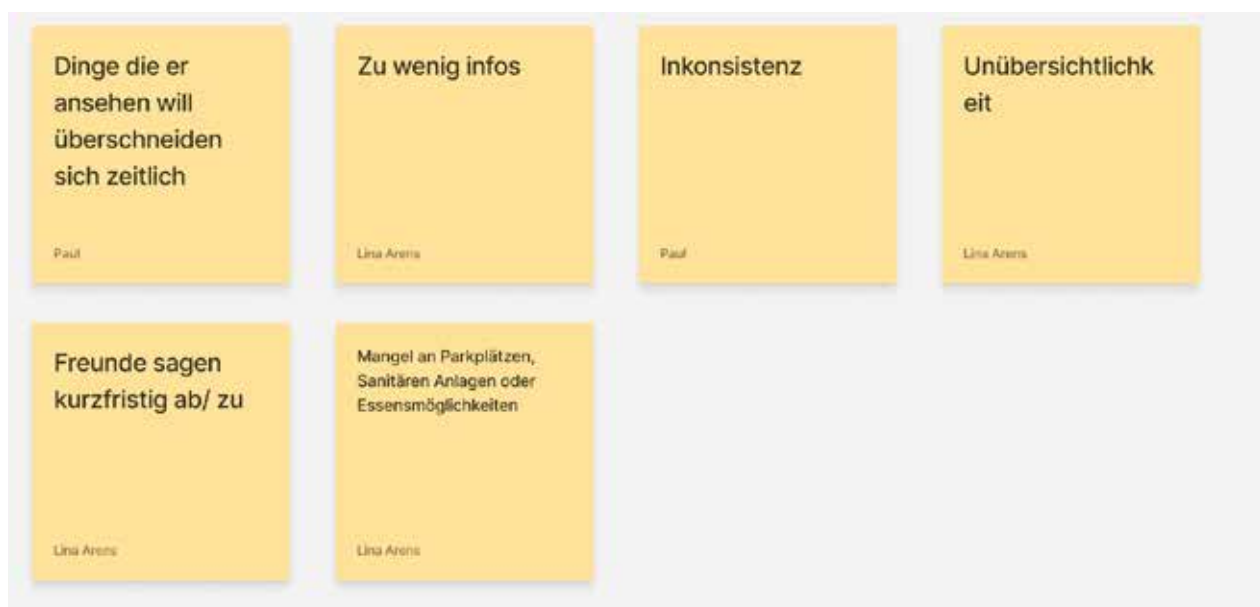 Dinge die er
ansehen will
überschneiden
sich zeitlich
Paul
Zu wenig infos
Lina Arens
Inkonsistenz
Paul
Unübersichtlichk
eit
Lina Arens
Freunde sagen
kurzfristig ab/ zu
Lina Arens
Mangel an Parkplätzen,
Sanitären Anlagen oder
Essensmöglichkeiten
Lina Arens